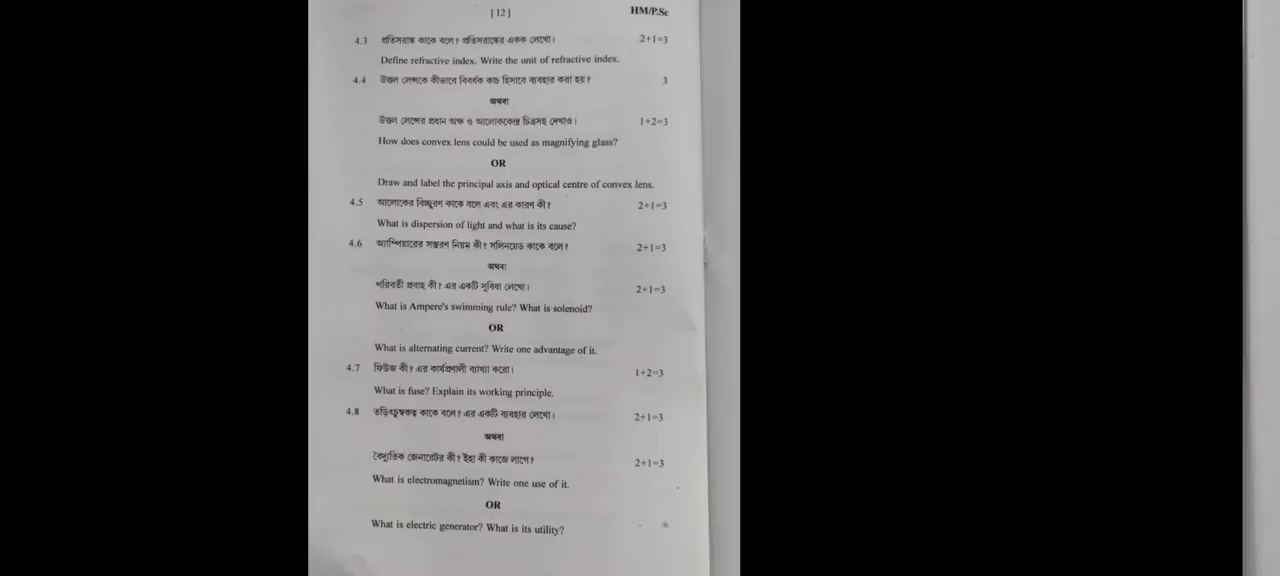 [ 12 ]
HM/P.Sc
4.3 প্রতিসরাঙ্ক কাকে বলে? প্রতিসরাঙ্কের একক লেখো। 2+1=3
Define refractive index. Write the unit of refractive index.
4.4 উত্তল লেন্সকে কীভাবে বিবর্ধক কাচ হিসাবে ব্যবহার করা হয়? 3
অথবা
উত্তল লেন্সের প্রধান অক্ষ ও আলোককেন্দ্র চিত্রসহ দেখাও। 1+2=3
How does convex lens could be used as magnifying glass?
OR
Draw and label the principal axis and optical centre of convex lens.
4.5 আলোকের বিচ্ছুরণ কাকে বলে এবং এর কারণ কী? 2+1=3
What is dispersion of light and what is its cause?
4.6 অ্যাম্পিয়ারের সন্তরণ নিয়ম কী? সলিনয়েড কাকে বলে? 2+1=3
অথবা
পরিবর্তী প্রবাহ কী? এর একটি সুবিধা লেখো। 2+1=3
What is Ampere's swimming rule? What is solenoid?
OR
What is alternating current? Write one advantage of it.
4.7 ফিউজ কী? এর কার্যপ্রণালী ব্যাখ্যা করো। 1+2=3
What is fuse? Explain its working principle.
4.8 তড়িৎচুম্বকত্ব কাকে বলে? এর একটি ব্যবহার লেখো। 2+1=3
অথবা
বৈদ্যুতিক জেনারেটর কী? ইহা কী কাজে লাগে? 2+1=3
What is electromagnetism? Write one use of it.
OR
What is electric generator? What is its utility?